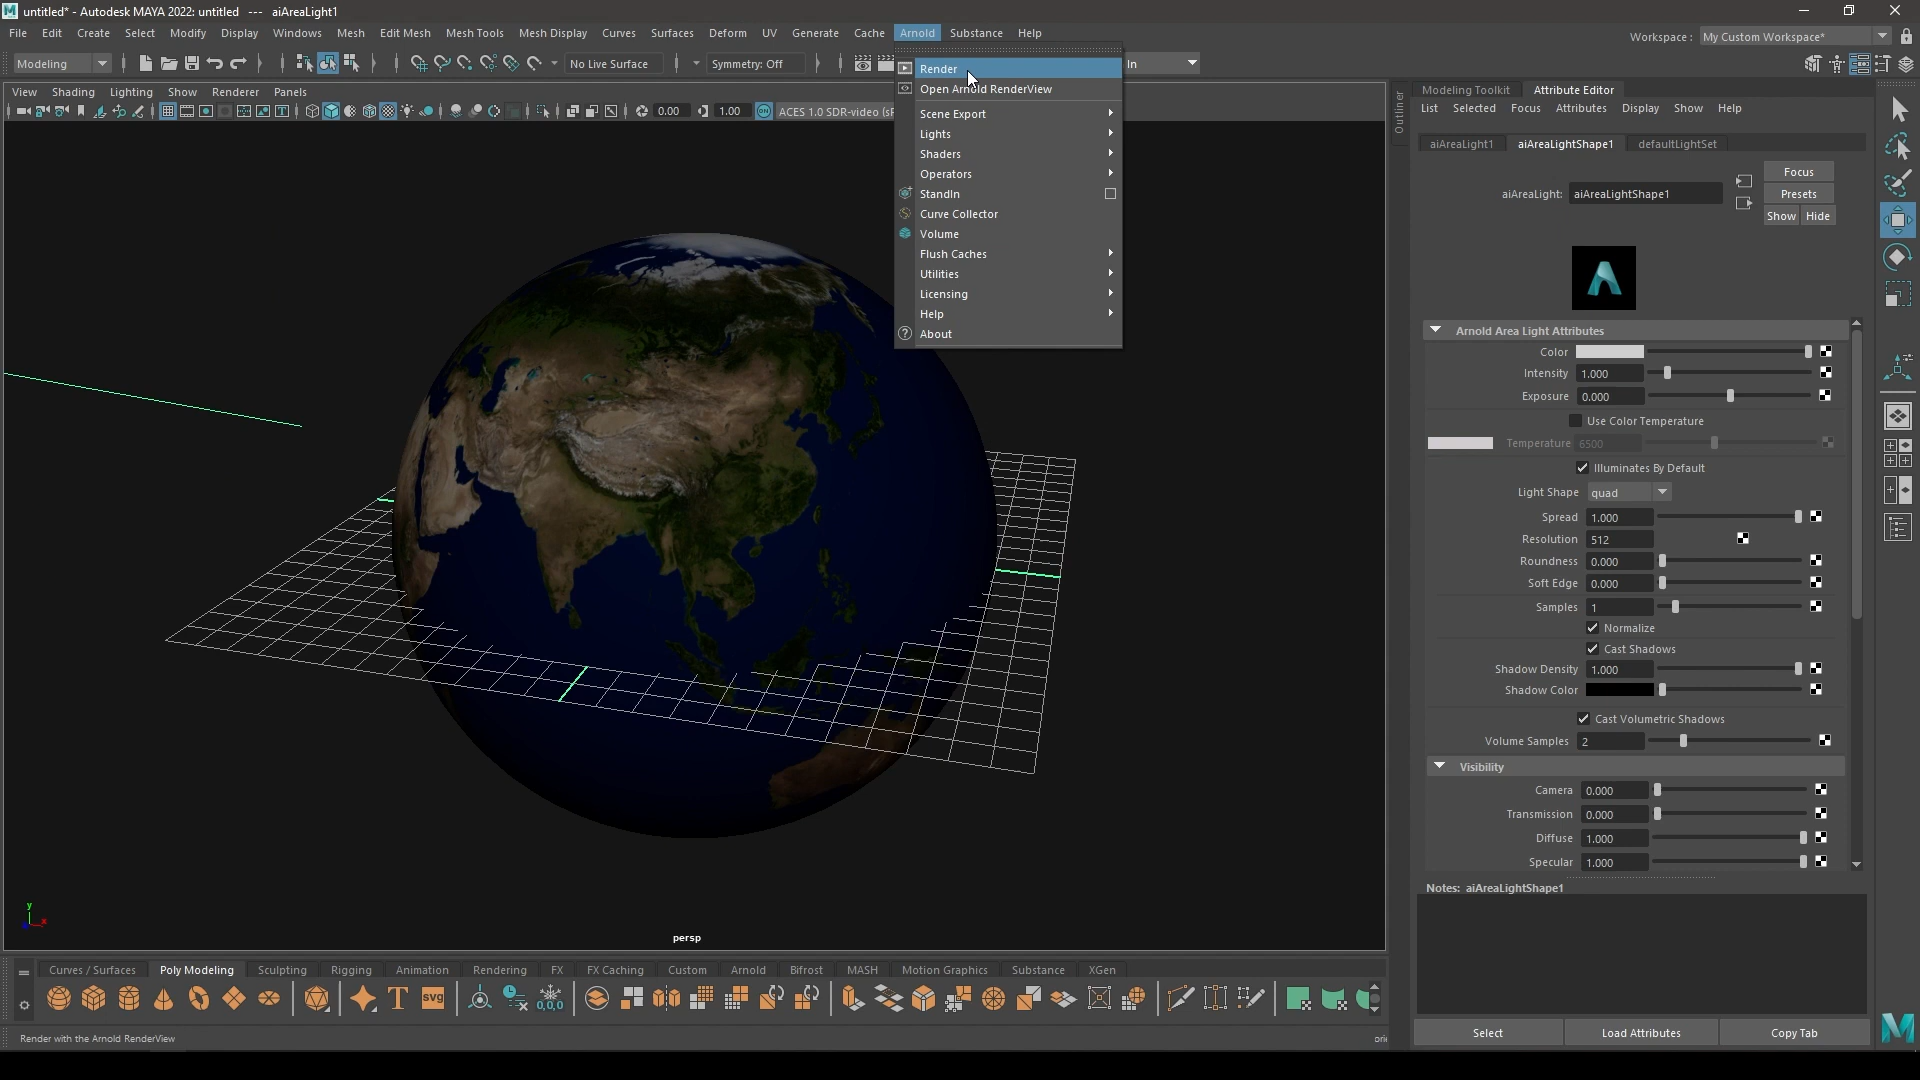 untitled* - Autodesk MAYA 2022: untitled --- aiAreaLight1
File Edit Create Select Modify Display Windows Mesh Edit Mesh Mesh Tools Mesh Display Curves Surfaces Deform UV Generate Cache Arnold Substance Help
Workspace : My Custom Workspace*
Modeling No Live Surface Symmetry: Off In
View Shading Lighting Show Renderer Panels
0.00 1.00 ON ACES 1.0 SDR-video
Render
Open Arnold RenderView
Scene Export
Lights
Shaders
Operators
StandIn
Curve Collector
Volume
Flush Caches
Utilities
Licensing
Help
About
Outliner
Modeling Toolkit Attribute Editor
List Selected Focus Attributes Display Show Help
aiAreaLight1 aiAreaLightShape1 defaultLightSet
Focus
aiAreaLight: aiAreaLightShape1 Presets
Show Hide
Arnold Area Light Attributes
Color
Intensity 1.000
Exposure 0.000
Use Color Temperature
Temperature 6500
Illuminates By Default
Light Shape quad
Spread 1.000
Resolution 512
Roundness 0.000
Soft Edge 0.000
Samples 1
Normalize
Cast Shadows
Shadow Density 1.000
Shadow Color
Cast Volumetric Shadows
Volume Samples 2
Visibility
Camera 0.000
Transmission 0.000
Diffuse 1.000
Specular 1.000
Notes: aiAreaLightShape1
Select Load Attributes Copy Tab
y
x
persp
Curves / Surfaces Poly Modeling Sculpting Rigging Animation Rendering FX FX Caching Custom Arnold Bifrost MASH Motion Graphics Substance XGen
T SVG 0,0,0
Render with the Arnold RenderView